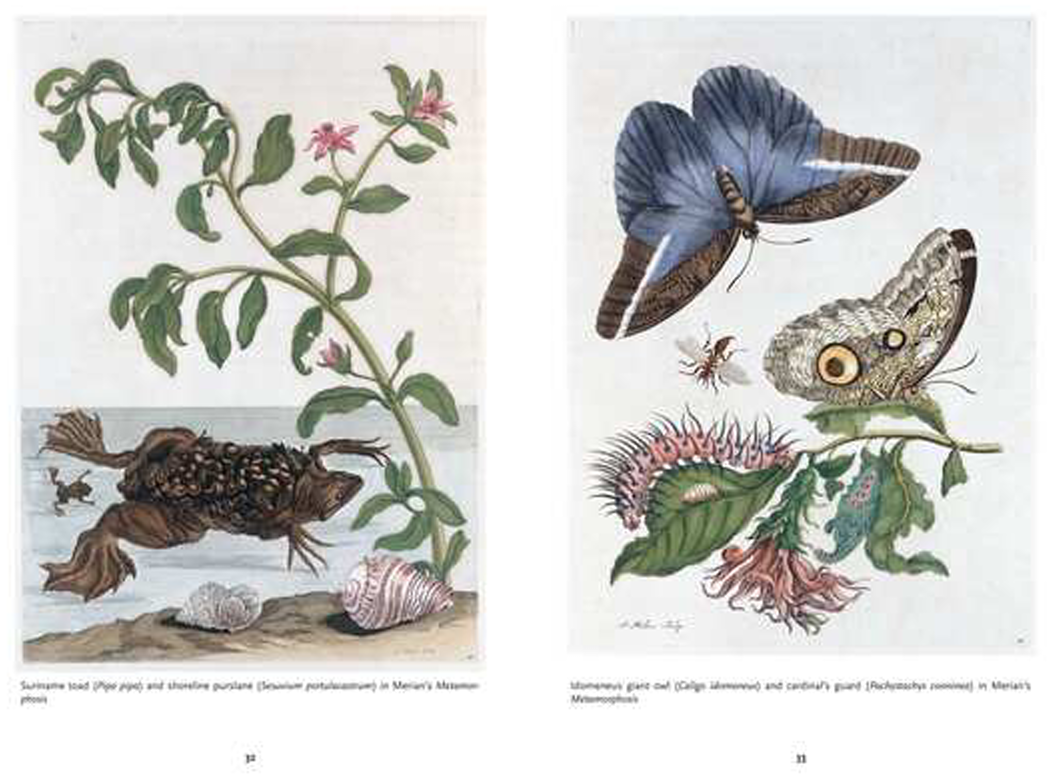 Suriname toad (Pipa pipa) and shoreline purslane (Sesuvium portulacastrum) in Merian's Metamor-
phosis
32
Idomeneus giant owl (Caligo idomeneus) and cardinal's guard (Pachystachys coccinea) in Merian's
Metamorphosis
33